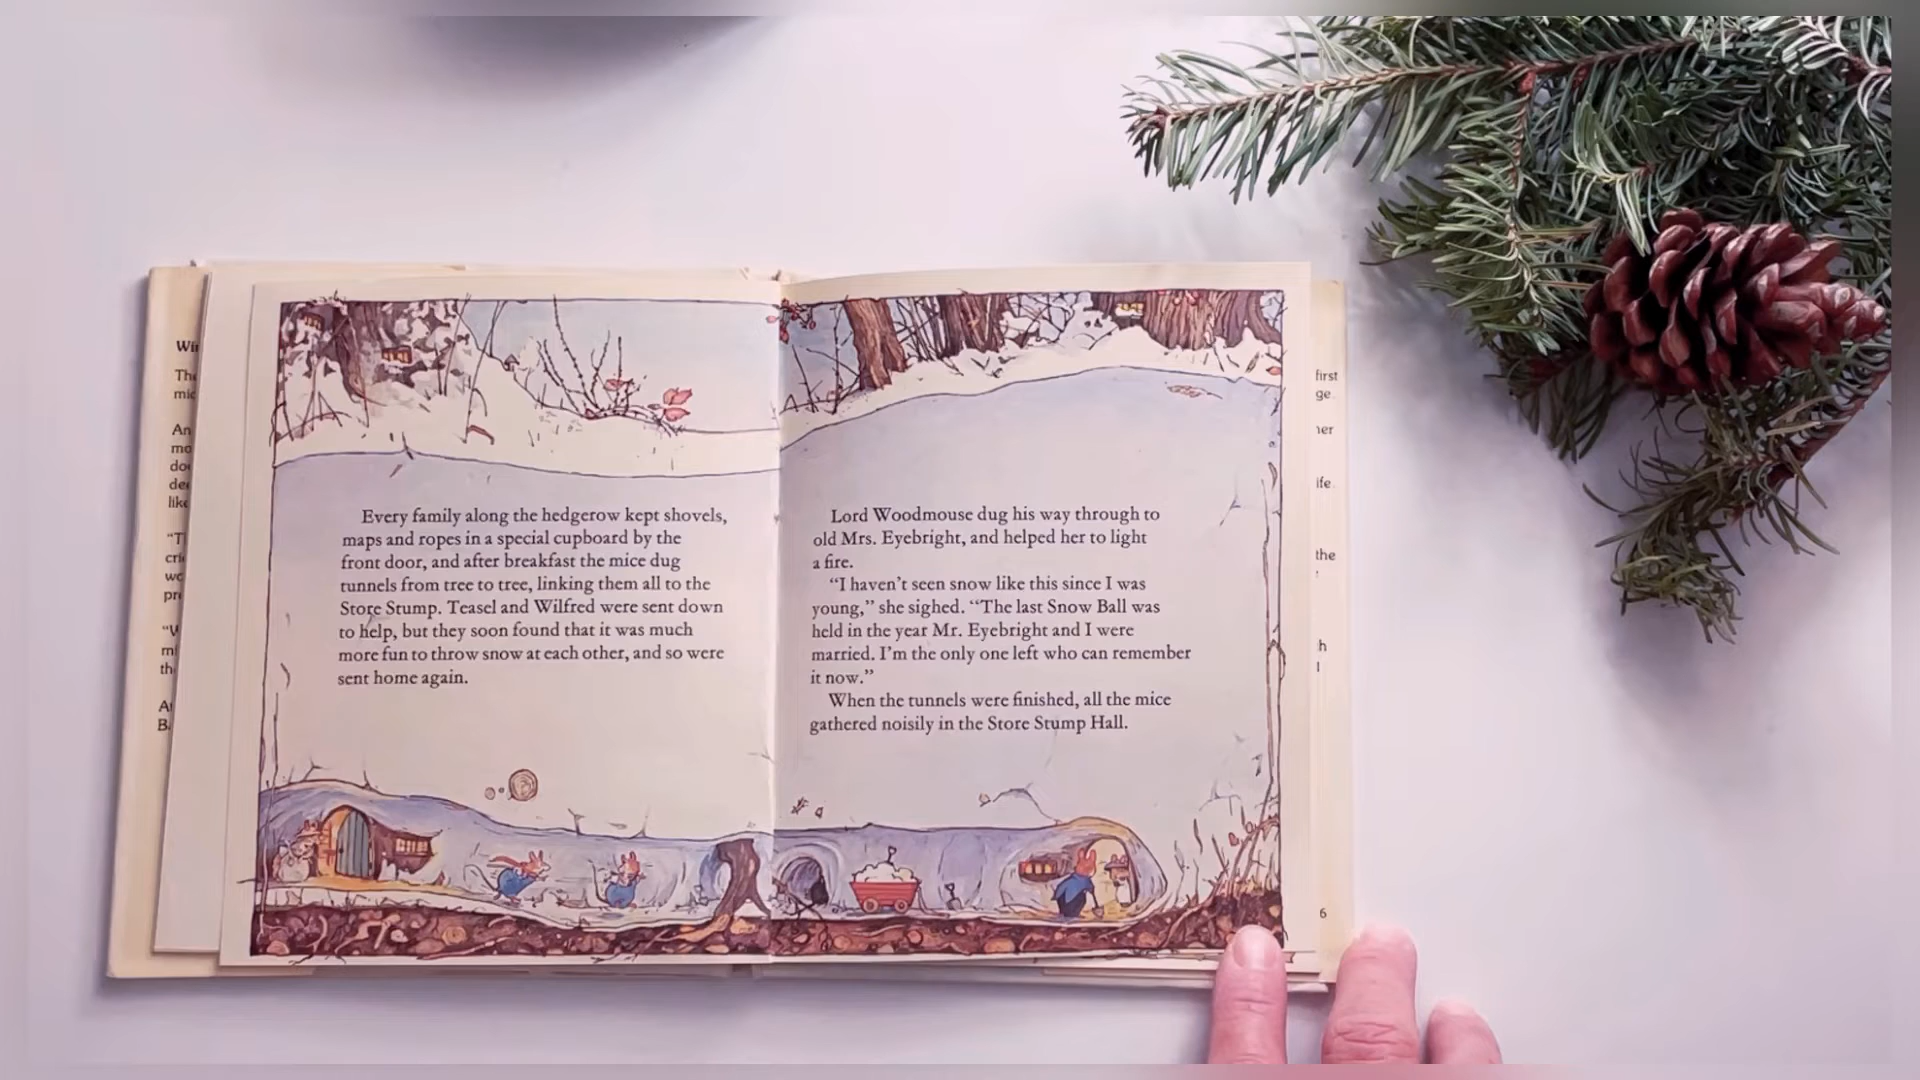 Every family along the hedgerow kept shovels,
maps and ropes in a special cupboard by the
front door, and after breakfast the mice dug
tunnels from tree to tree, linking them all to the
Store Stump. Teasel and Wilfred were sent down
to help, but they soon found that it was much
more fun to throw snow at each other, and so were
sent home again.
Lord Woodmouse dug his way through to
old Mrs. Eyebright, and helped her to light
a fire.
“I haven’t seen snow like this since I was
young,” she sighed. “The last Snow Ball was
held in the year Mr. Eyebright and I were
married. I’m the only one left who can remember
it now.”
When the tunnels were finished, all the mice
gathered noisily in the Store Stump Hall.
first
the
6